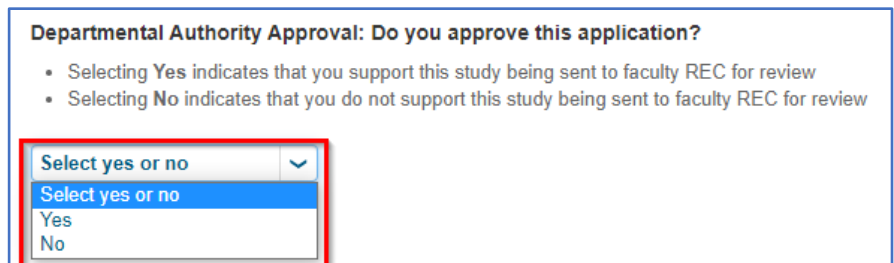 Departmental Authority Approval: Do you approve this application?
• Selecting Yes indicates that you support this study being sent to faculty REC for review
• Selecting No indicates that you do not support this study being sent to faculty REC for review
Select yes or no
Select yes or no
Yes
No